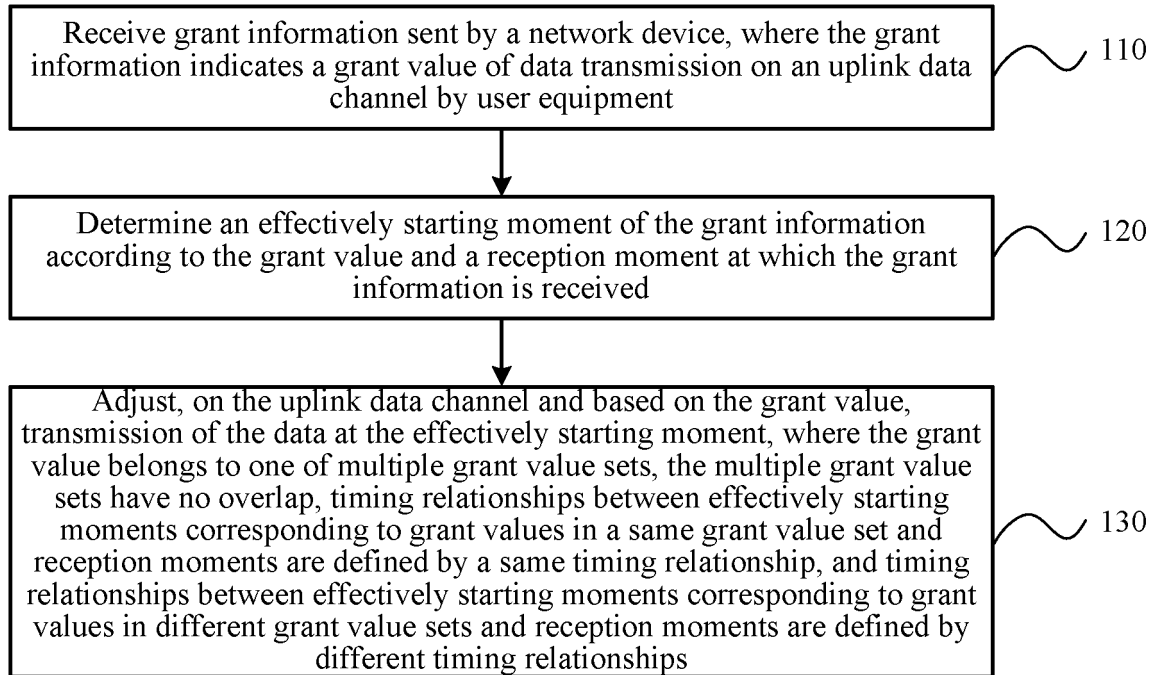 Receive grant information sent by a network device, where the grant
information indicates a grant value of data transmission on an uplink data
channel by user equipment
110
Determine an effectively starting moment of the grant information
according to the grant value and a reception moment at which the grant
information is received
120
Adjust, on the uplink data channel and based on the grant value,
transmission of the data at the effectively starting moment, where the grant
value belongs to one of multiple grant value sets, the multiple grant value
sets have no overlap, timing relationships between effectively starting
moments corresponding to grant values in a same grant value set and
reception moments are defined by a same timing relationship, and timing
relationships between effectively starting moments corresponding to grant
values in different grant value sets and reception moments are defined by
different timing relationships
130